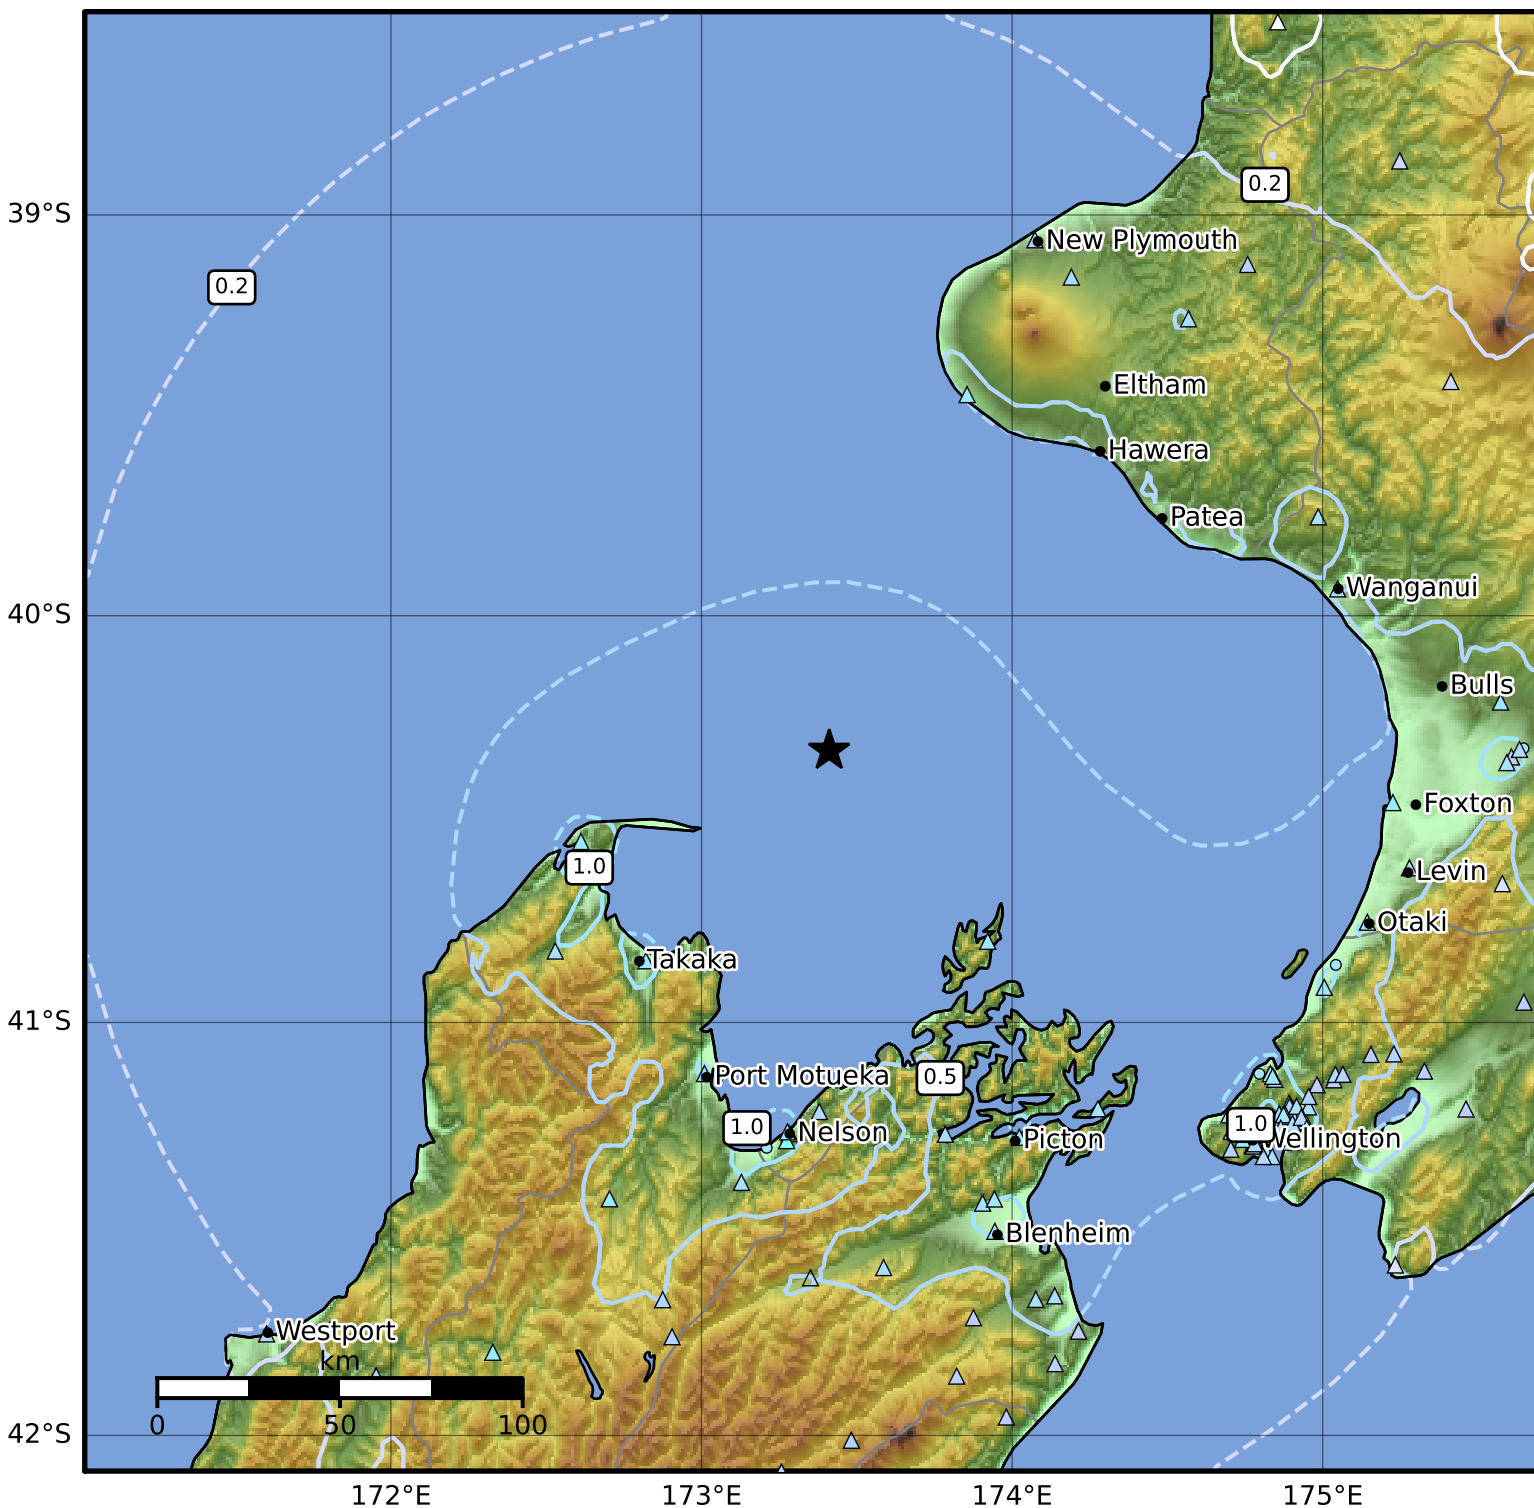 0.2
39°S
New Plymouth
0.2
Eltham
Hawera
Patea
Wanganui
40°S
Bulls
Foxton
1.0
Levin
Otaki
Takaka
41°S
Port Motueka
0.5
1.0
Nelson
Picton
1.0
Wellington
Blenheim
Westport
km
0 50 100
42°S
172°E 173°E 174°E 175°E